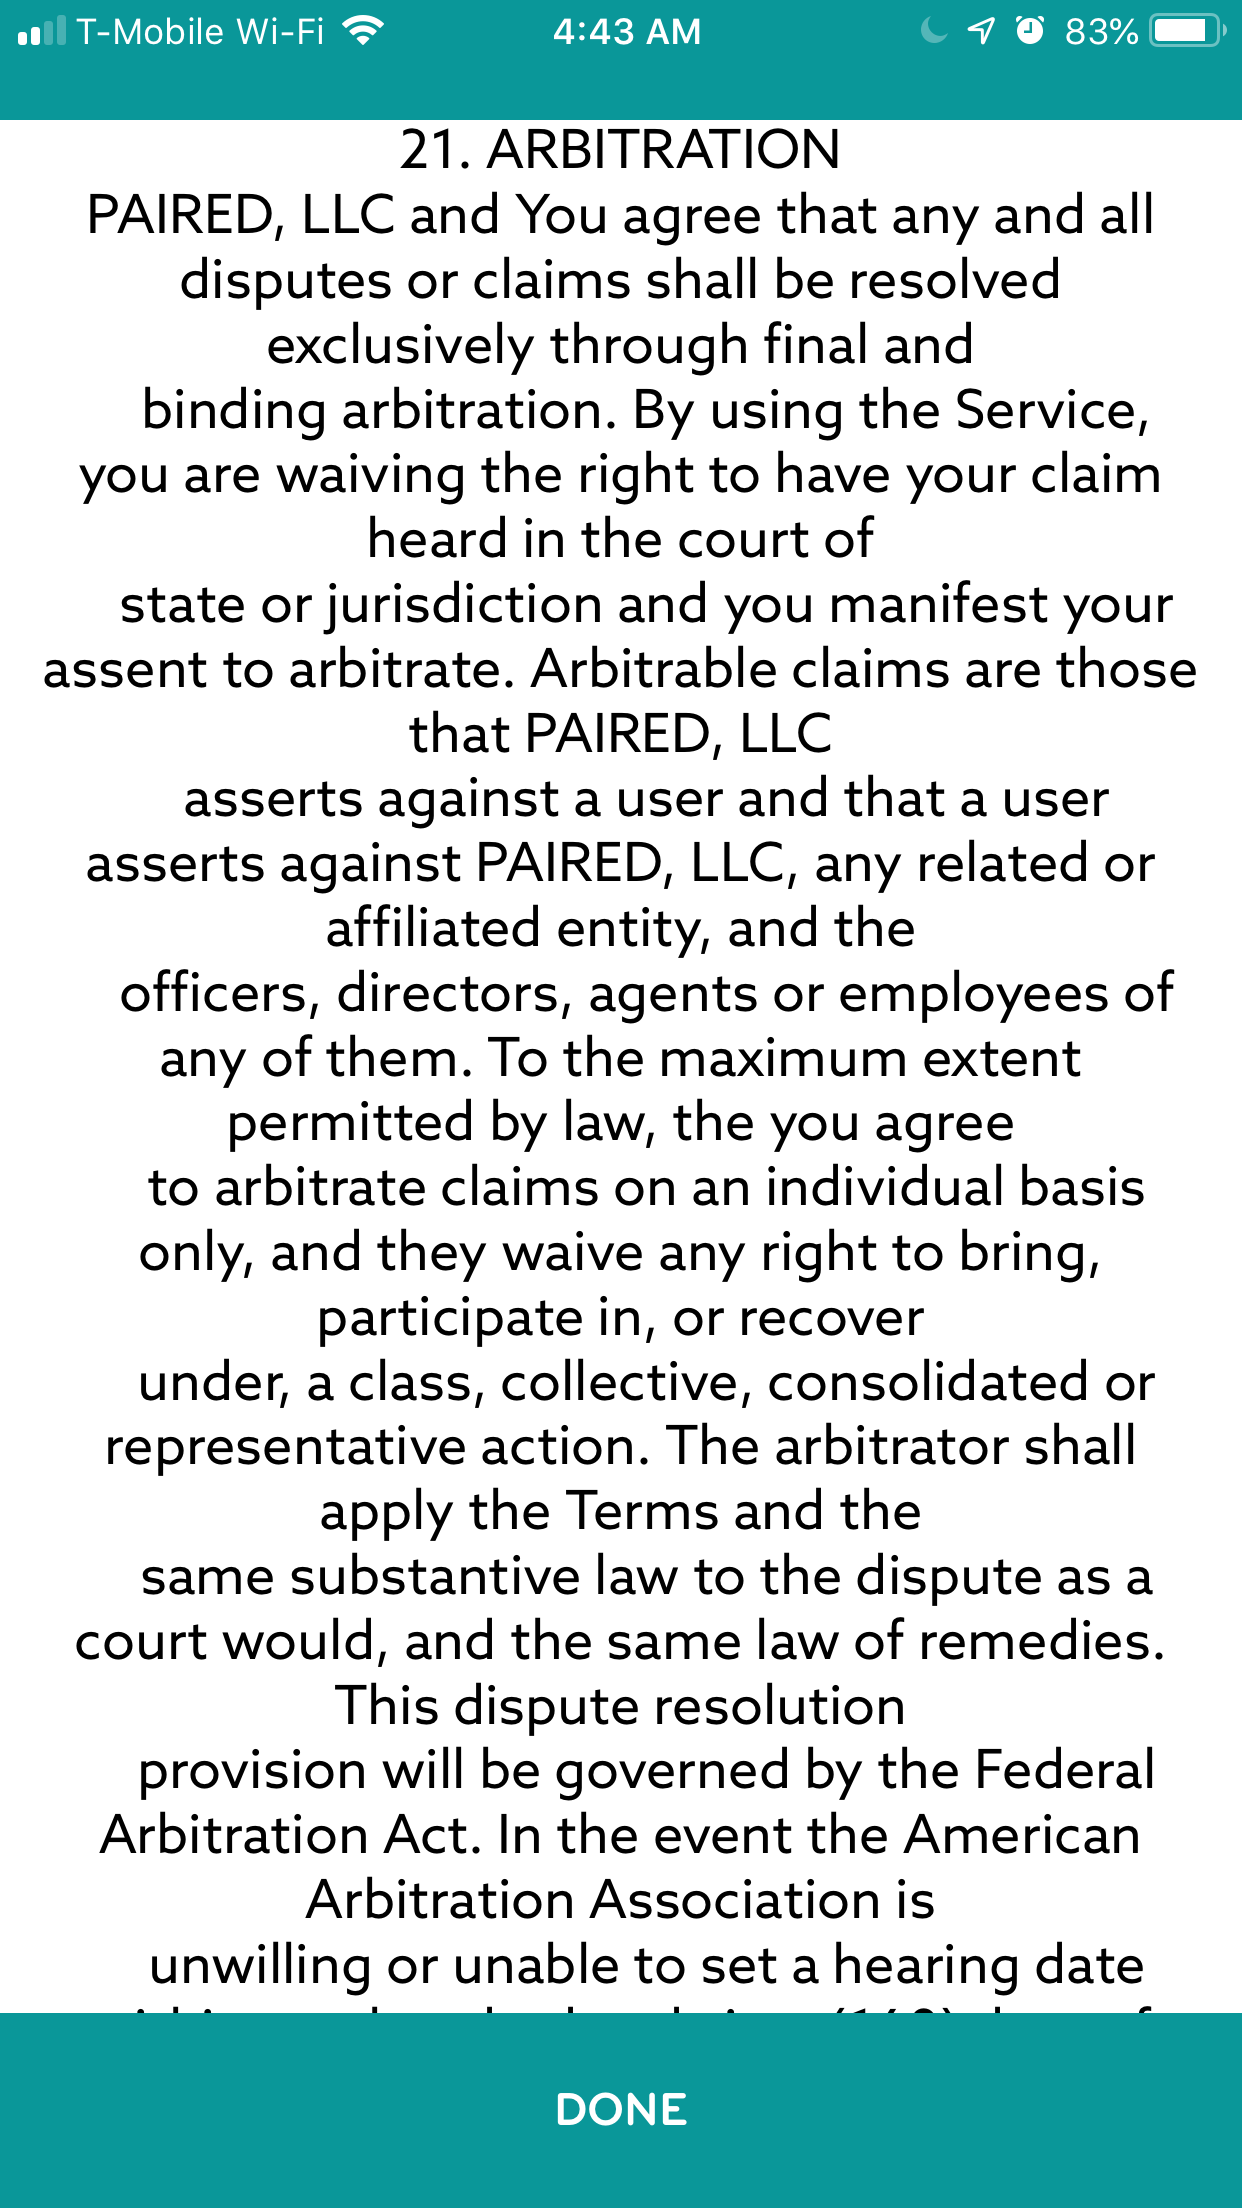 T-Mobile Wi-Fi 4:43 AM 83%
21. ARBITRATION
PAIRED, LLC and You agree that any and all
disputes or claims shall be resolved
exclusively through final and
binding arbitration. By using the Service,
you are waiving the right to have your claim
heard in the court of
state or jurisdiction and you manifest your
assent to arbitrate. Arbitrable claims are those
that PAIRED, LLC
asserts against a user and that a user
asserts against PAIRED, LLC, any related or
affiliated entity, and the
officers, directors, agents or employees of
any of them. To the maximum extent
permitted by law, the you agree
to arbitrate claims on an individual basis
only, and they waive any right to bring,
participate in, or recover
under, a class, collective, consolidated or
representative action. The arbitrator shall
apply the Terms and the
same substantive law to the dispute as a
court would, and the same law of remedies.
This dispute resolution
provision will be governed by the Federal
Arbitration Act. In the event the American
Arbitration Association is
unwilling or unable to set a hearing date
DONE